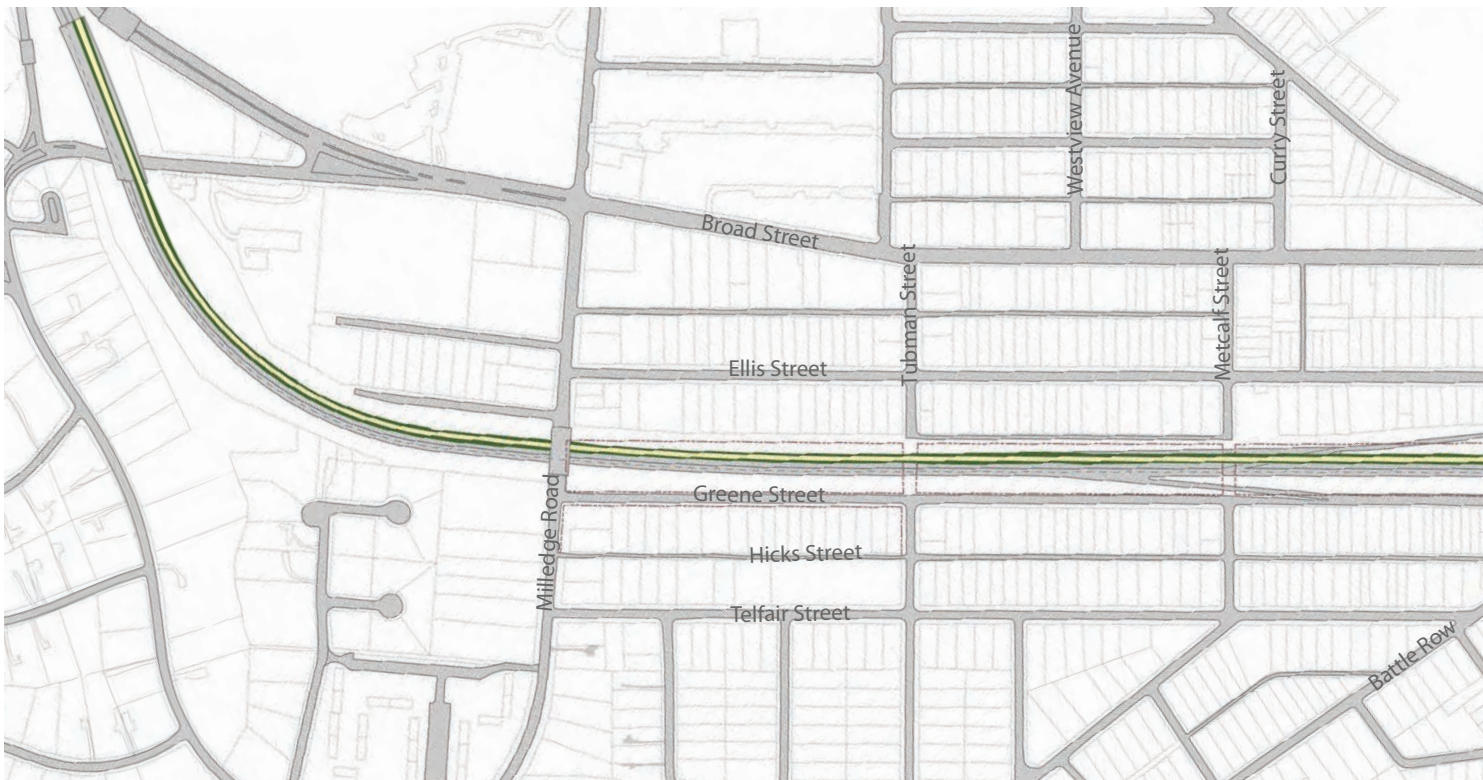 Westview Avenue
Curry Street
Broad Street
Tubman Street
Metcalf Street
Ellis Street
Greene Street
Milledge Road
Hicks Street
Telfair Street
Battle Row